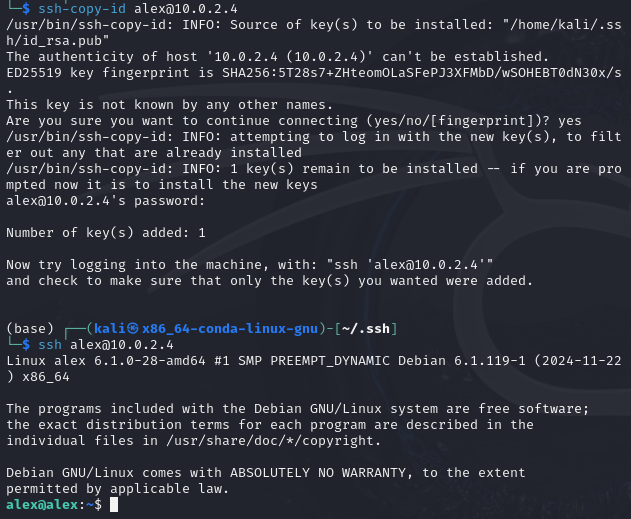 └─$ ssh-copy-id alex@10.0.2.4
/usr/bin/ssh-copy-id: INFO: Source of key(s) to be installed: "/home/kali/.ss
h/id_rsa.pub"
The authenticity of host '10.0.2.4 (10.0.2.4)' can't be established.
ED25519 key fingerprint is SHA256:5T28s7+ZHteomOLaSFePJ3XFMbD/wSOHEBT0dN30x/s
.
This key is not known by any other names.
Are you sure you want to continue connecting (yes/no/[fingerprint])? yes
/usr/bin/ssh-copy-id: INFO: attempting to log in with the new key(s), to filt
er out any that are already installed
/usr/bin/ssh-copy-id: INFO: 1 key(s) remain to be installed -- if you are pro
mpted now it is to install the new keys
alex@10.0.2.4's password:
Number of key(s) added: 1
Now try logging into the machine, with: "ssh 'alex@10.0.2.4'"
and check to make sure that only the key(s) you wanted were added.
(base) ┌──(kali㉿x86_64-conda-linux-gnu)-[~/.ssh]
└─$ ssh alex@10.0.2.4
Linux alex 6.1.0-28-amd64 #1 SMP PREEMPT_DYNAMIC Debian 6.1.119-1 (2024-11-22
) x86_64
The programs included with the Debian GNU/Linux system are free software;
the exact distribution terms for each program are described in the
individual files in /usr/share/doc/*/copyright.
Debian GNU/Linux comes with ABSOLUTELY NO WARRANTY, to the extent
permitted by applicable law.
alex@alex:~$